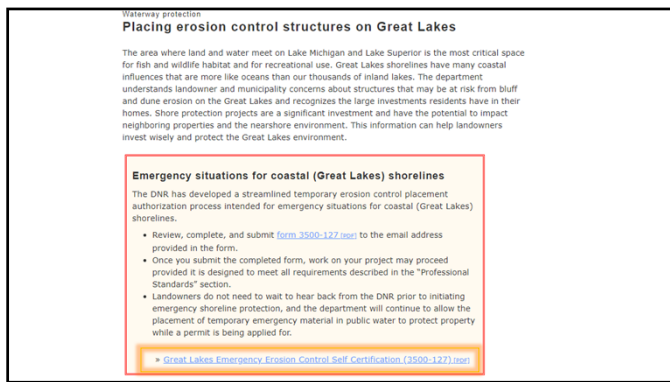 Waterway protection
Placing erosion control structures on Great Lakes
The area where land and water meet on Lake Michigan and Lake Superior is the most critical space
for fish and wildlife habitat and for recreational use. Great Lakes shorelines have many coastal
influences that are more like oceans than our thousands of inland lakes. The department
understands landowner and municipality concerns about structures that may be at risk from bluff
and dune erosion on the Great Lakes and recognizes the large investments residents have in their
homes. Shore protection projects are a significant investment and have the potential to impact
neighboring properties and the nearshore environment. This information can help landowners
invest wisely and protect the Great Lakes environment.
Emergency situations for coastal (Great Lakes) shorelines
The DNR has developed a streamlined temporary erosion control placement
authorization process intended for emergency situations for coastal (Great Lakes)
shorelines.
• Review, complete, and submit form 3500-127 [PDF] to the email address
provided in the form.
• Once you submit the completed form, work on your project may proceed
provided it is designed to meet all requirements described in the "Professional
Standards" section.
• Landowners do not need to wait to hear back from the DNR prior to initiating
emergency shoreline protection, and the department will continue to allow the
placement of temporary emergency material in public water to protect property
while a permit is being applied for.
» Great Lakes Emergency Erosion Control Self Certification (3500-127) [PDF]